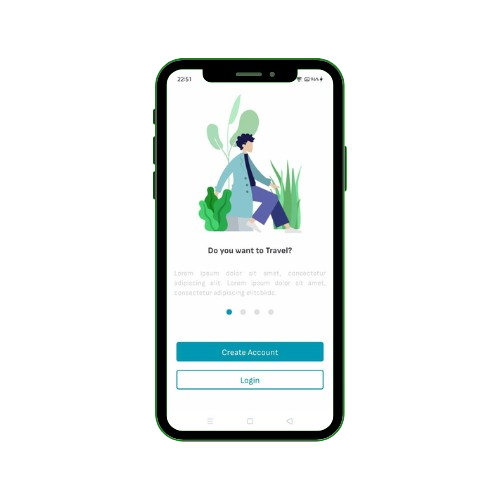 22:51
Do you want to Travel?
Lorem ipsum dolor sit amet, consectetur
adipiscing elit. Lorem ipsum dolor sit amet,
consectetur adipiscing elit
Create Account
Login